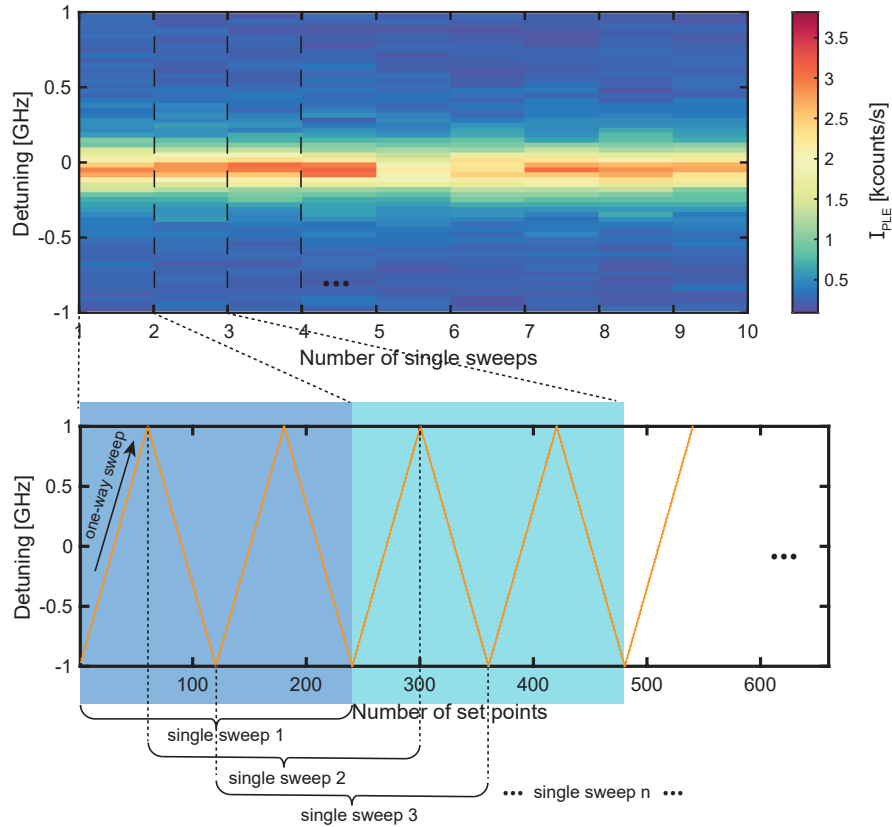 1
0.5
0
-0.5
-1
Detuning [GHz]
1 2 3 4 5 6 7 8 9 10
Number of single sweeps
•••
3.5
3
2.5
2
1.5
1
0.5
I_PLE [kcounts/s]
1
0.5
0
-0.5
-1
Detuning [GHz]
one-way sweep
•••
100 200 300 400 500 600
Number of set points
single sweep 1
single sweep 2
single sweep 3
••• single sweep n •••